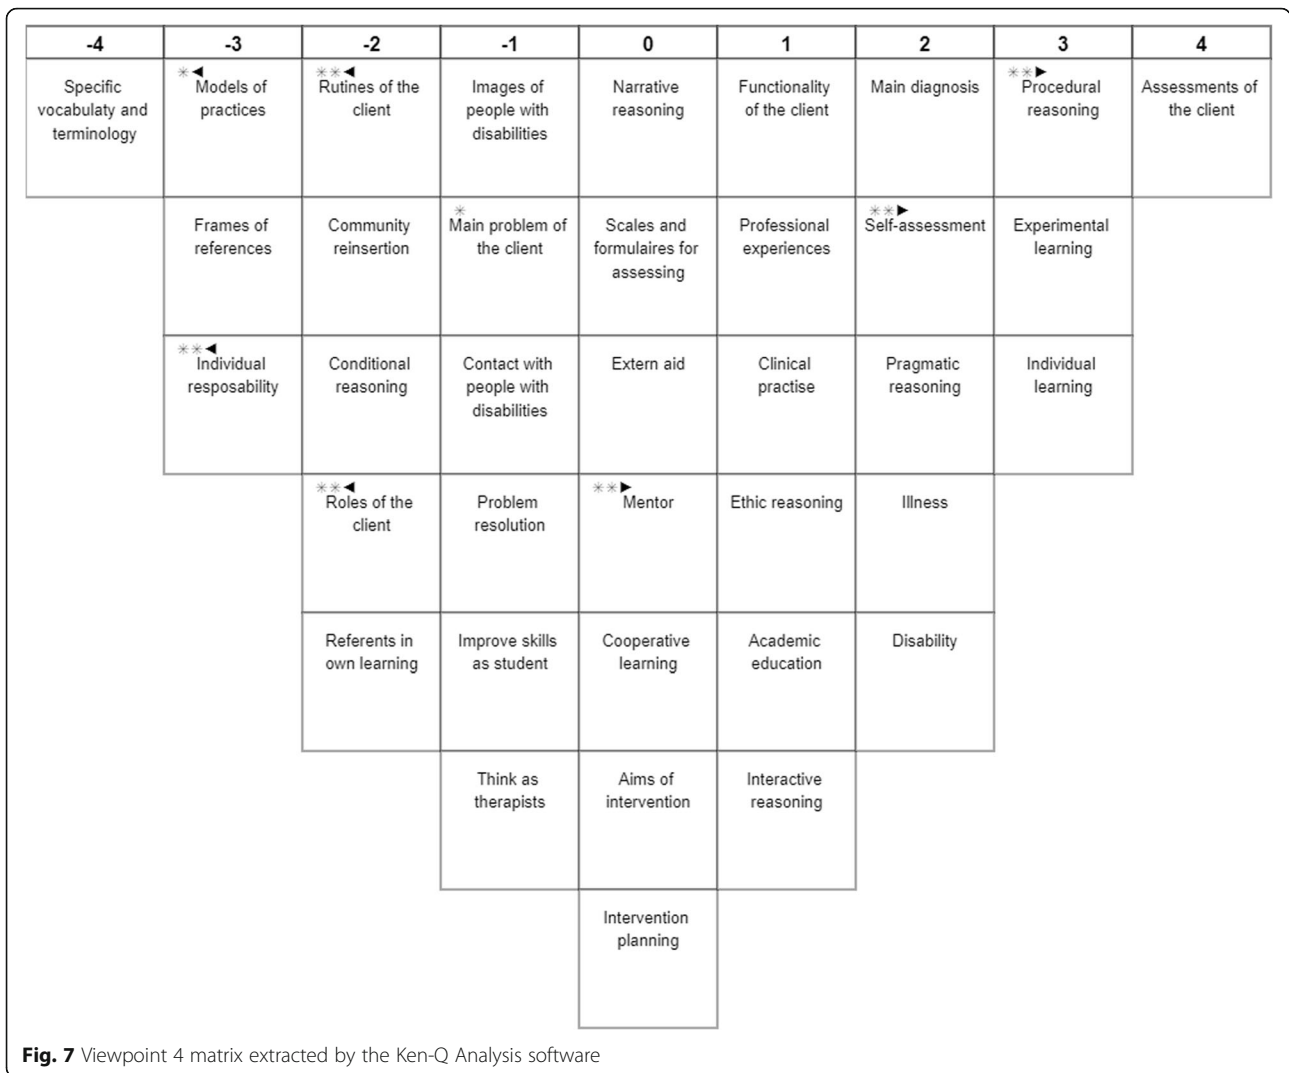 -4 -3 -2 -1 0 1 2 3 4
Specific vocabulaty and terminology
*◄ Models of practices
**◄ Rutines of the client
Images of people with disabilities
Narrative reasoning
Functionality of the client
Main diagnosis
**► Procedural reasoning
Assessments of the client
Frames of references
Community reinsertion
* Main problem of the client
Scales and formulaires for assessing
Professional experiences
**► Self-assessment
Experimental learning
**◄ Individual resposability
Conditional reasoning
Contact with people with disabilities
Extern aid
Clinical practise
Pragmatic reasoning
Individual learning
**◄ Roles of the client
Problem resolution
**► Mentor
Ethic reasoning
Illness
Referents in own learning
Improve skills as student
Cooperative learning
Academic education
Disability
Think as therapists
Aims of intervention
Interactive reasoning
Intervention planning
Fig. 7 Viewpoint 4 matrix extracted by the Ken-Q Analysis software